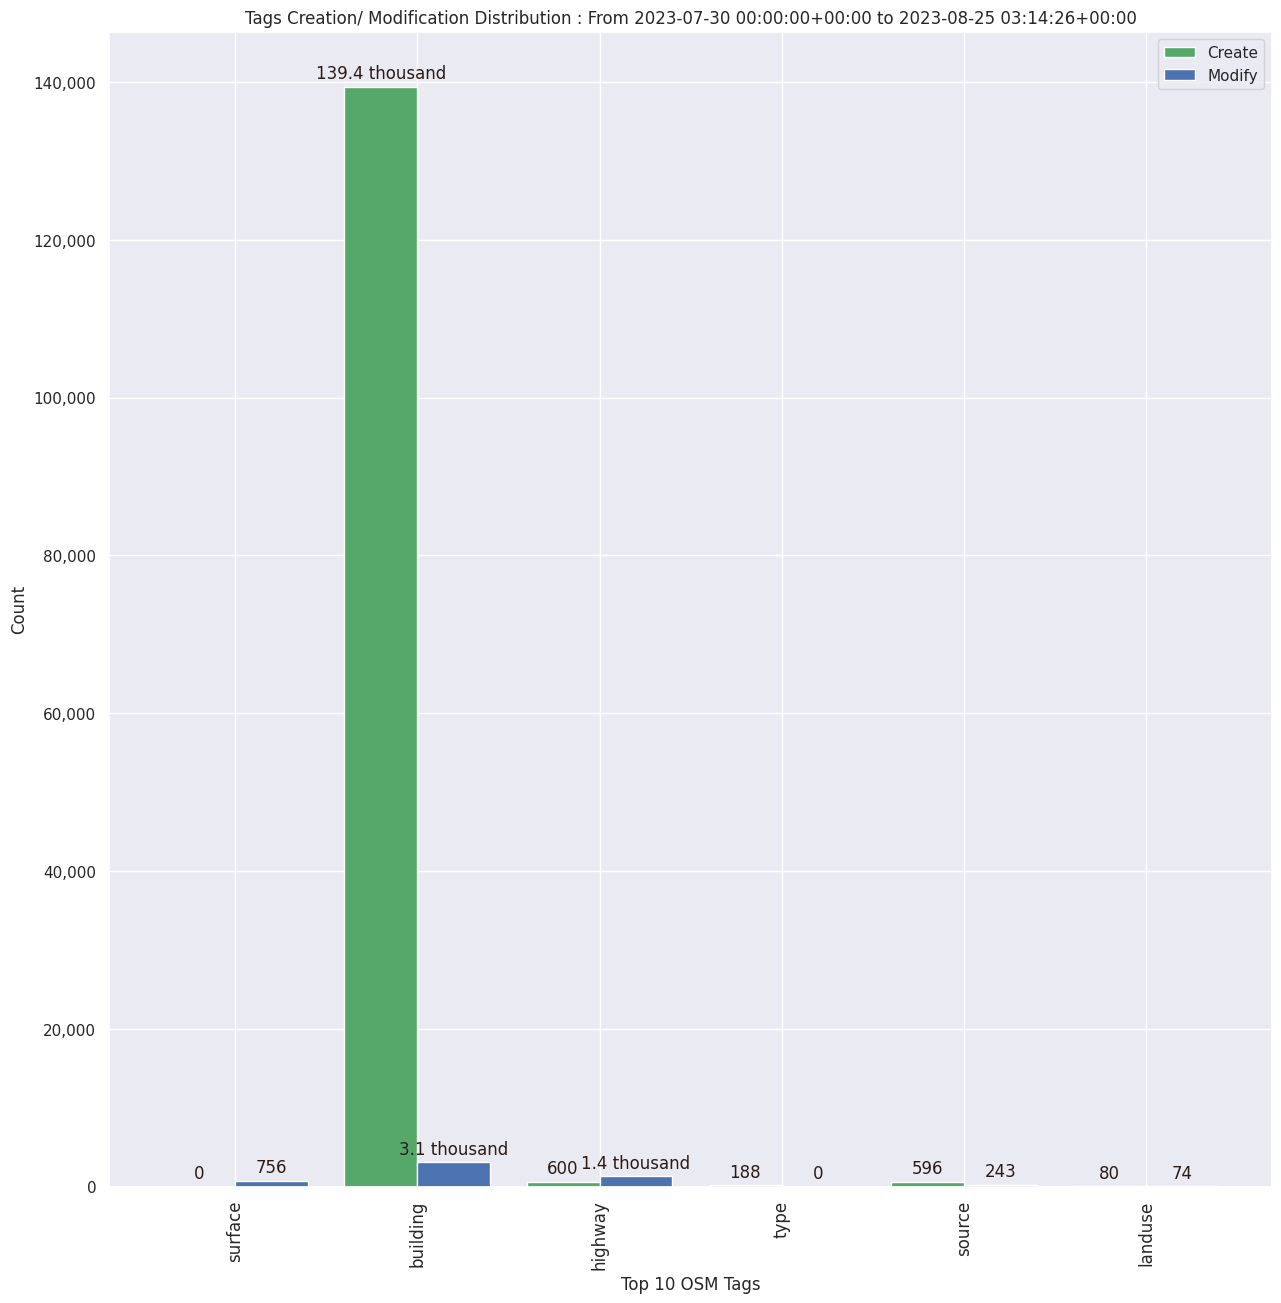 Tags Creation/ Modification Distribution : From 2023-07-30 00:00:00+00:00 to 2023-08-25 03:14:26+00:00
Create
Modify
139.4 thousand
140,000
120,000
100,000
80,000
60,000
40,000
20,000
0
Count
0
756
3.1 thousand
600
1.4 thousand
188
0
596
243
80
74
surface
building
highway
type
source
landuse
Top 10 OSM Tags